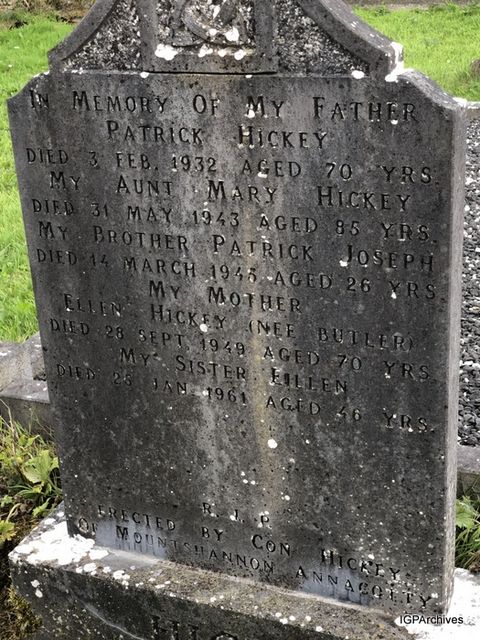 In Memory Of My Father
Patrick Hickey
died 3 Feb. 1932 aged 70 yrs.
My Aunt Mary Hickey
died 31 May 1943 aged 85 yrs.
My Brother Patrick Joseph
died 14 March 1945 aged 26 yrs
My Mother
Ellen Hickey (nee Butler)
died 28 Sept. 1949 aged 70 yrs.
My Sister Eileen
died 25 Jan. 1961 aged 46 yrs.
R.I.P.
Erected by Con Hickey.
Of Mountshannon Annacotty
IGPArchives